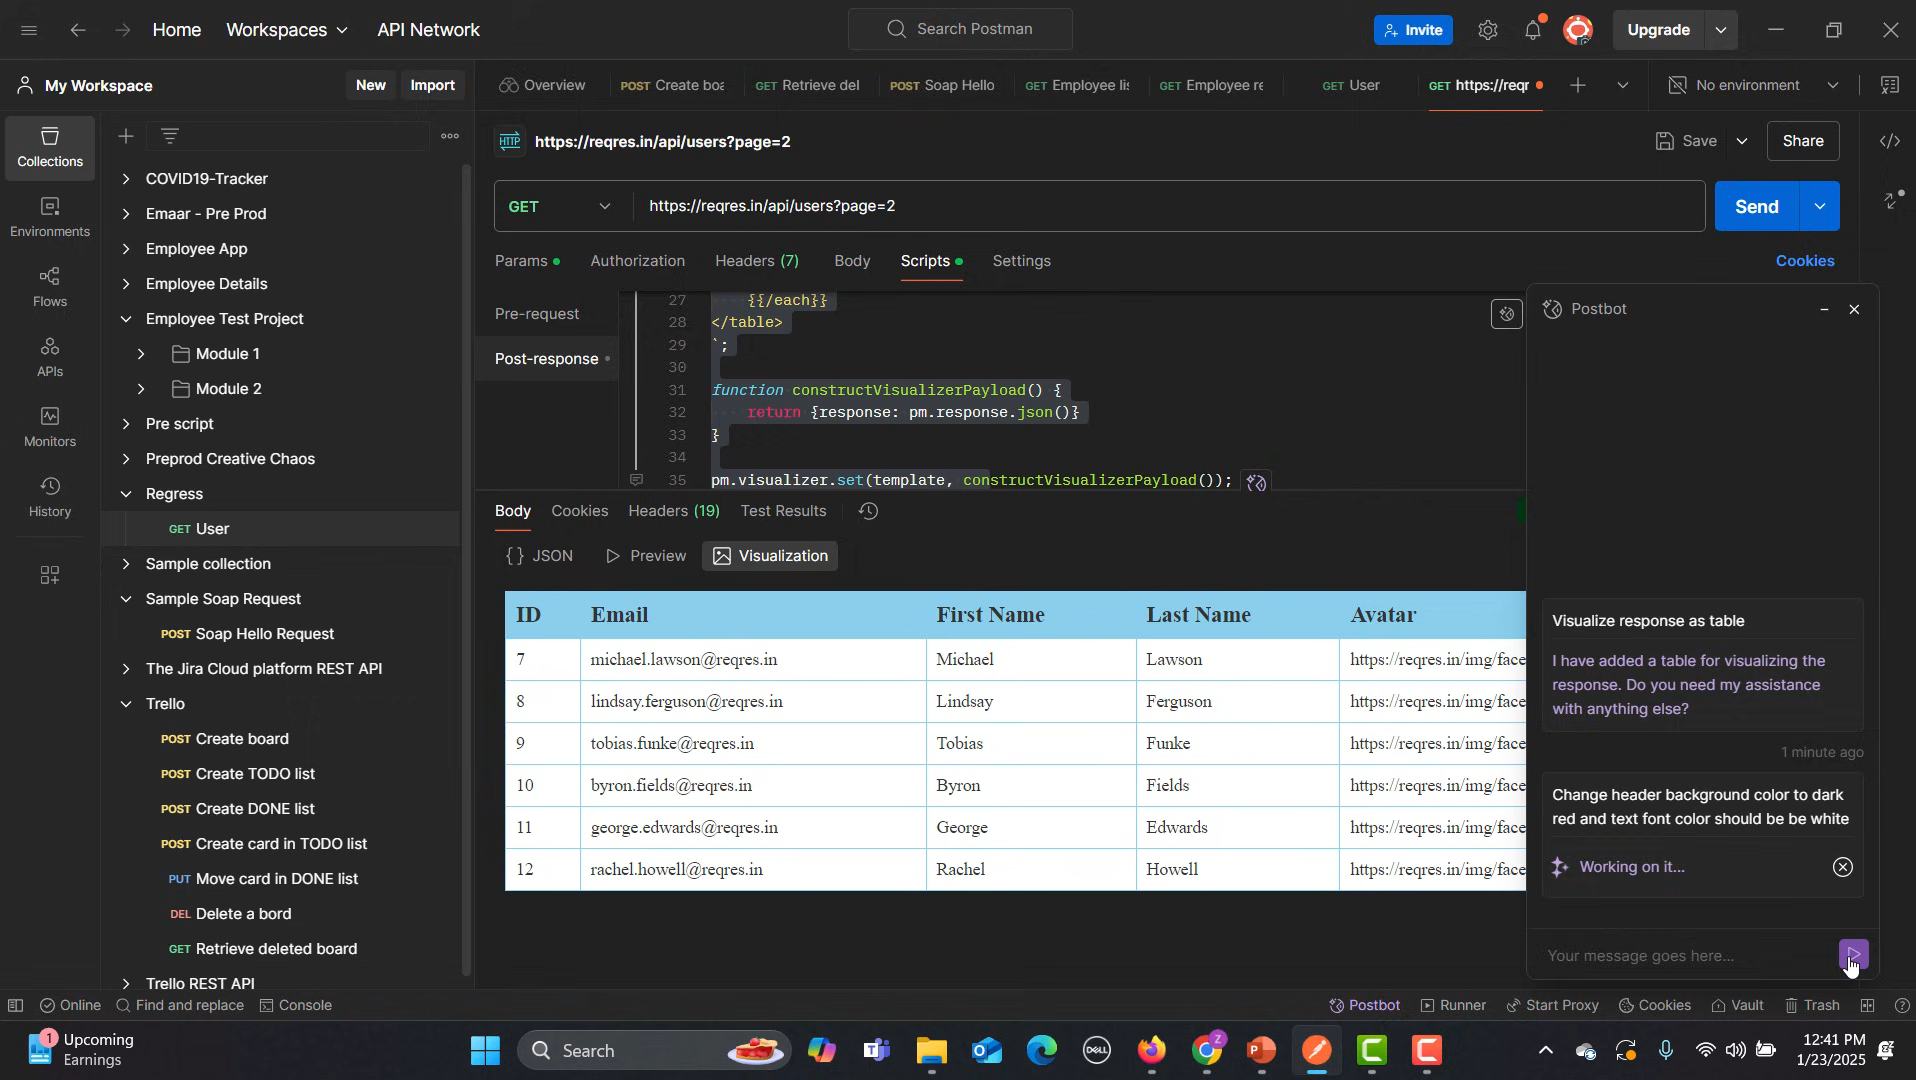 Home
Workspaces
API Network
Search Postman
Invite
Upgrade
My Workspace
New
Import
Overview
POST Create boa
GET Retrieve del
POST Soap Hello
GET Employee lis
GET Employee re
GET User
GET https://reqr
No environment
Collections
Environments
Flows
APIs
Monitors
History
COVID19-Tracker
Emaar - Pre Prod
Employee App
Employee Details
Employee Test Project
Module 1
Module 2
Pre script
Preprod Creative Chaos
Regress
GET User
Sample collection
Sample Soap Request
POST Soap Hello Request
The Jira Cloud platform REST API
Trello
POST Create board
POST Create TODO list
POST Create DONE list
POST Create card in TODO list
PUT Move card in DONE list
DEL Delete a bord
GET Retrieve deleted board
Trello REST API
HTTP https://reqres.in/api/users?page=2
Save
Share
GET
https://reqres.in/api/users?page=2
Send
Params
Authorization
Headers (7)
Body
Scripts
Settings
Cookies
Pre-request
Post-response
27 {{/each}}
28 </table>
29 `;
30
31 function constructVisualizerPayload() {
32 return {response: pm.response.json()}
33 }
34
35 pm.visualizer.set(template, constructVisualizerPayload());
Body
Cookies
Headers (19)
Test Results
{} JSON
Preview
Visualization
ID Email First Name Last Name Avatar
7 michael.lawson@reqres.in Michael Lawson https://reqres.in/img/face
8 lindsay.ferguson@reqres.in Lindsay Ferguson https://reqres.in/img/face
9 tobias.funke@reqres.in Tobias Funke https://reqres.in/img/face
10 byron.fields@reqres.in Byron Fields https://reqres.in/img/face
11 george.edwards@reqres.in George Edwards https://reqres.in/img/face
12 rachel.howell@reqres.in Rachel Howell https://reqres.in/img/face
Postbot
Visualize response as table
I have added a table for visualizing the
response. Do you need my assistance
with anything else?
1 minute ago
Change header background color to dark
red and text font color should be be white
Working on it...
Your message goes here...
Online
Find and replace
Console
Postbot
Runner
Start Proxy
Cookies
Vault
Trash
1
Upcoming
Earnings
Search
DELL
Z
12:41 PM
1/23/2025